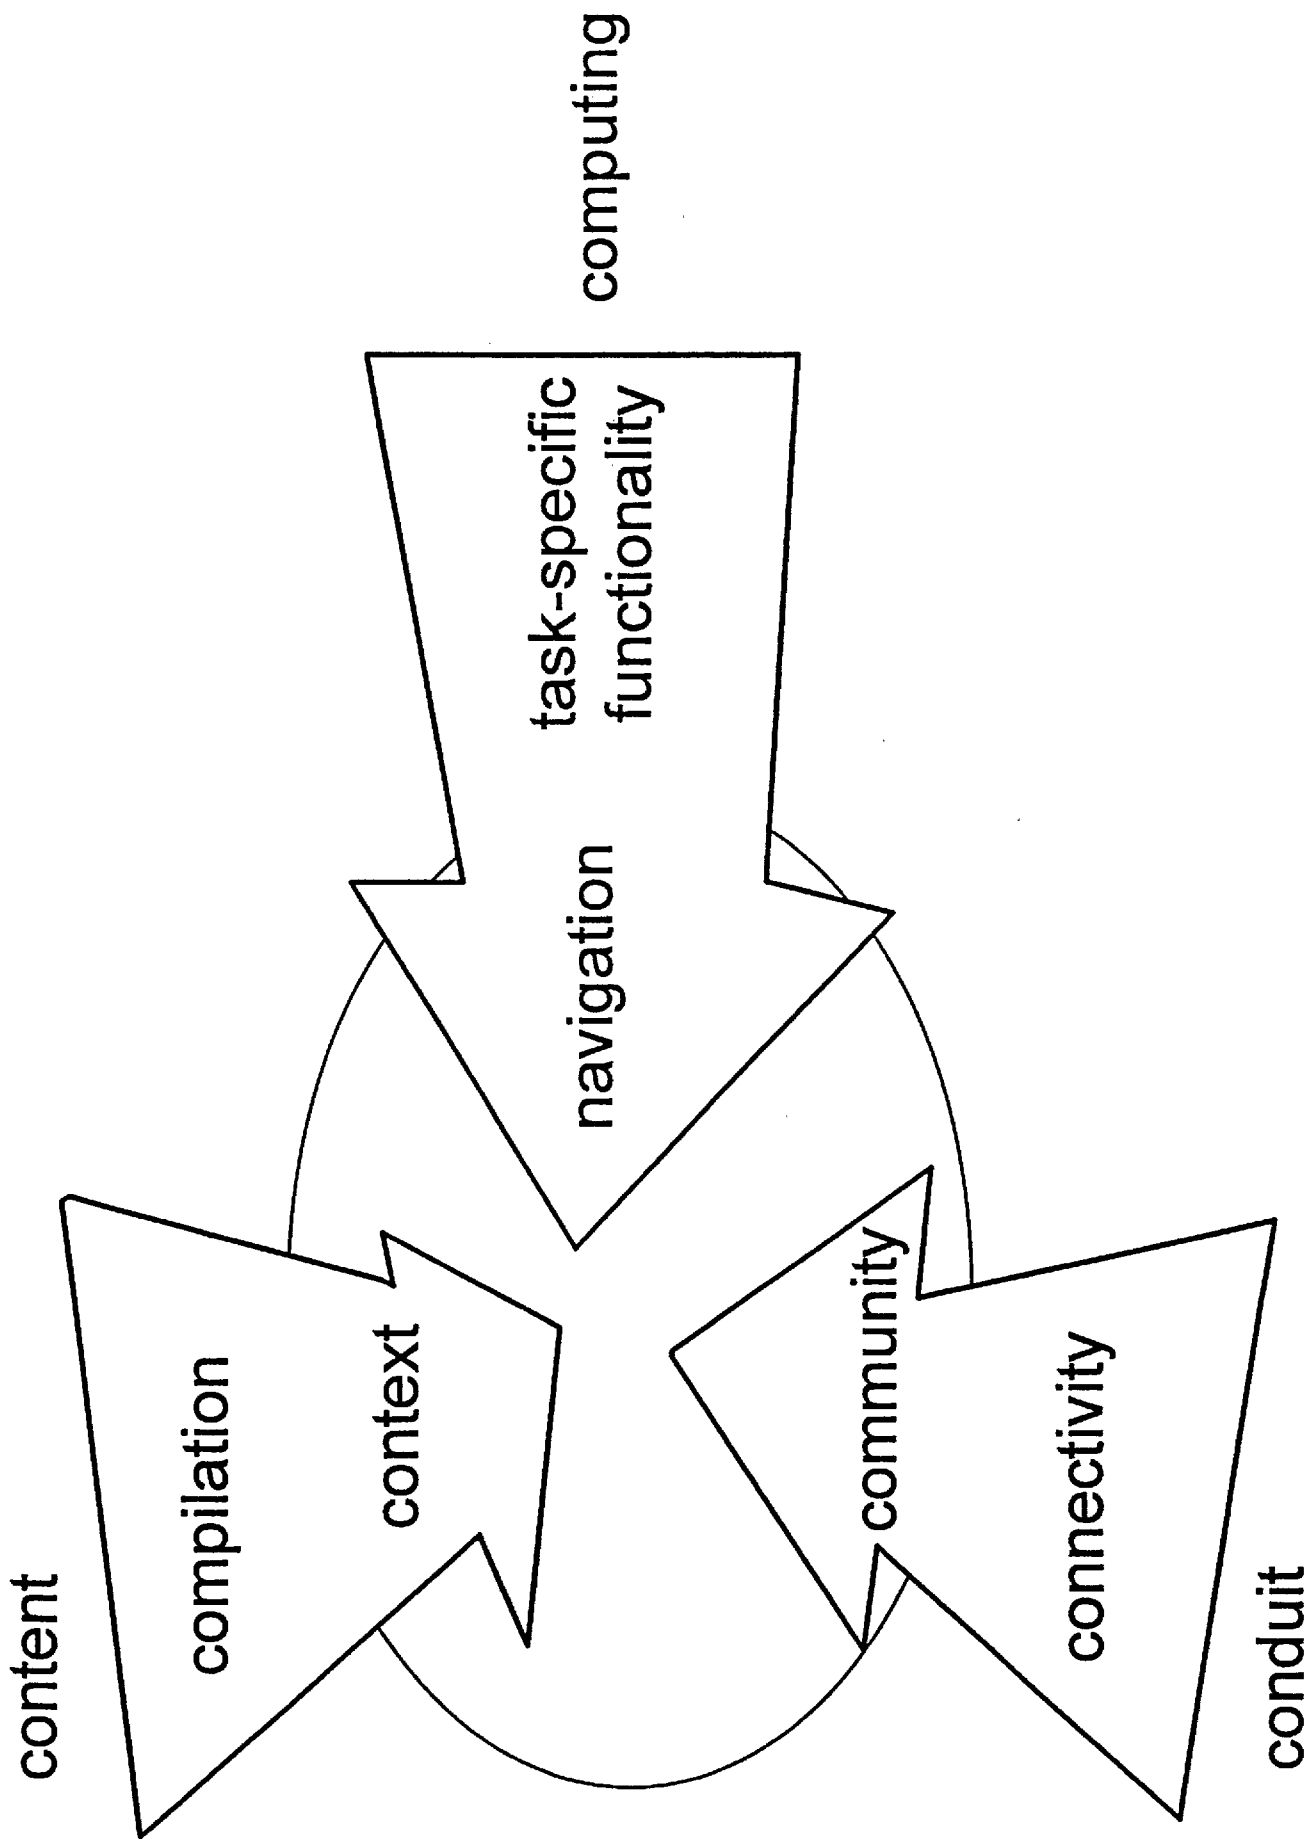 content
compilation
context
computing
task-specific
functionality
navigation
community
connectivity
conduit